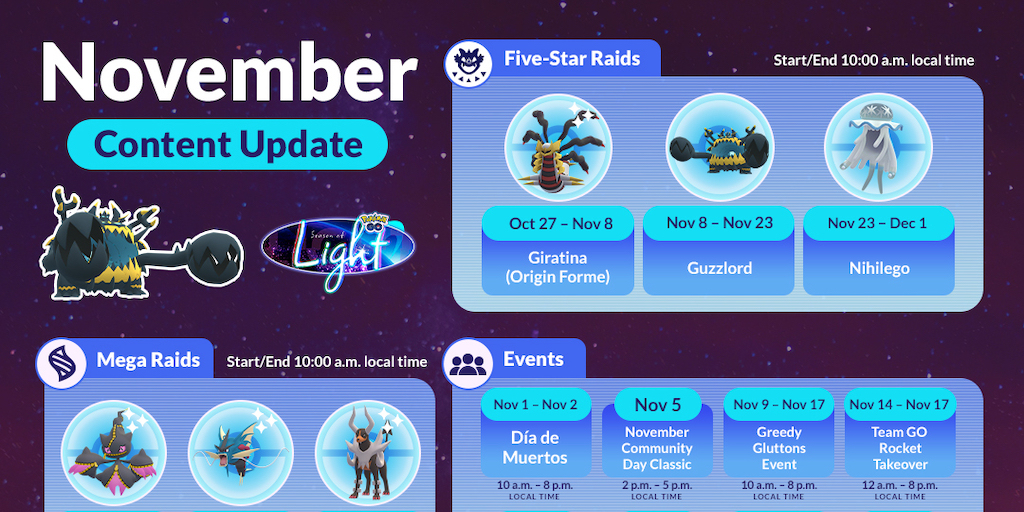 November
Content Update
Pokémon GO
Season of
Light
Five-Star Raids
Start/End 10:00 a.m. local time
Oct 27 – Nov 8
Giratina
(Origin Forme)
Nov 8 – Nov 23
Guzzlord
Nov 23 – Dec 1
Nihilego
Mega Raids
Start/End 10:00 a.m. local time
Events
Nov 1 – Nov 2
Día de
Muertos
10 a.m. – 8 p.m.
LOCAL TIME
Nov 5
November
Community
Day Classic
2 p.m. – 5 p.m.
LOCAL TIME
Nov 9 – Nov 17
Greedy
Gluttons
Event
10 a.m. – 8 p.m.
LOCAL TIME
Nov 14 – Nov 17
Team GO
Rocket
Takeover
12 a.m. – 8 p.m.
LOCAL TIME